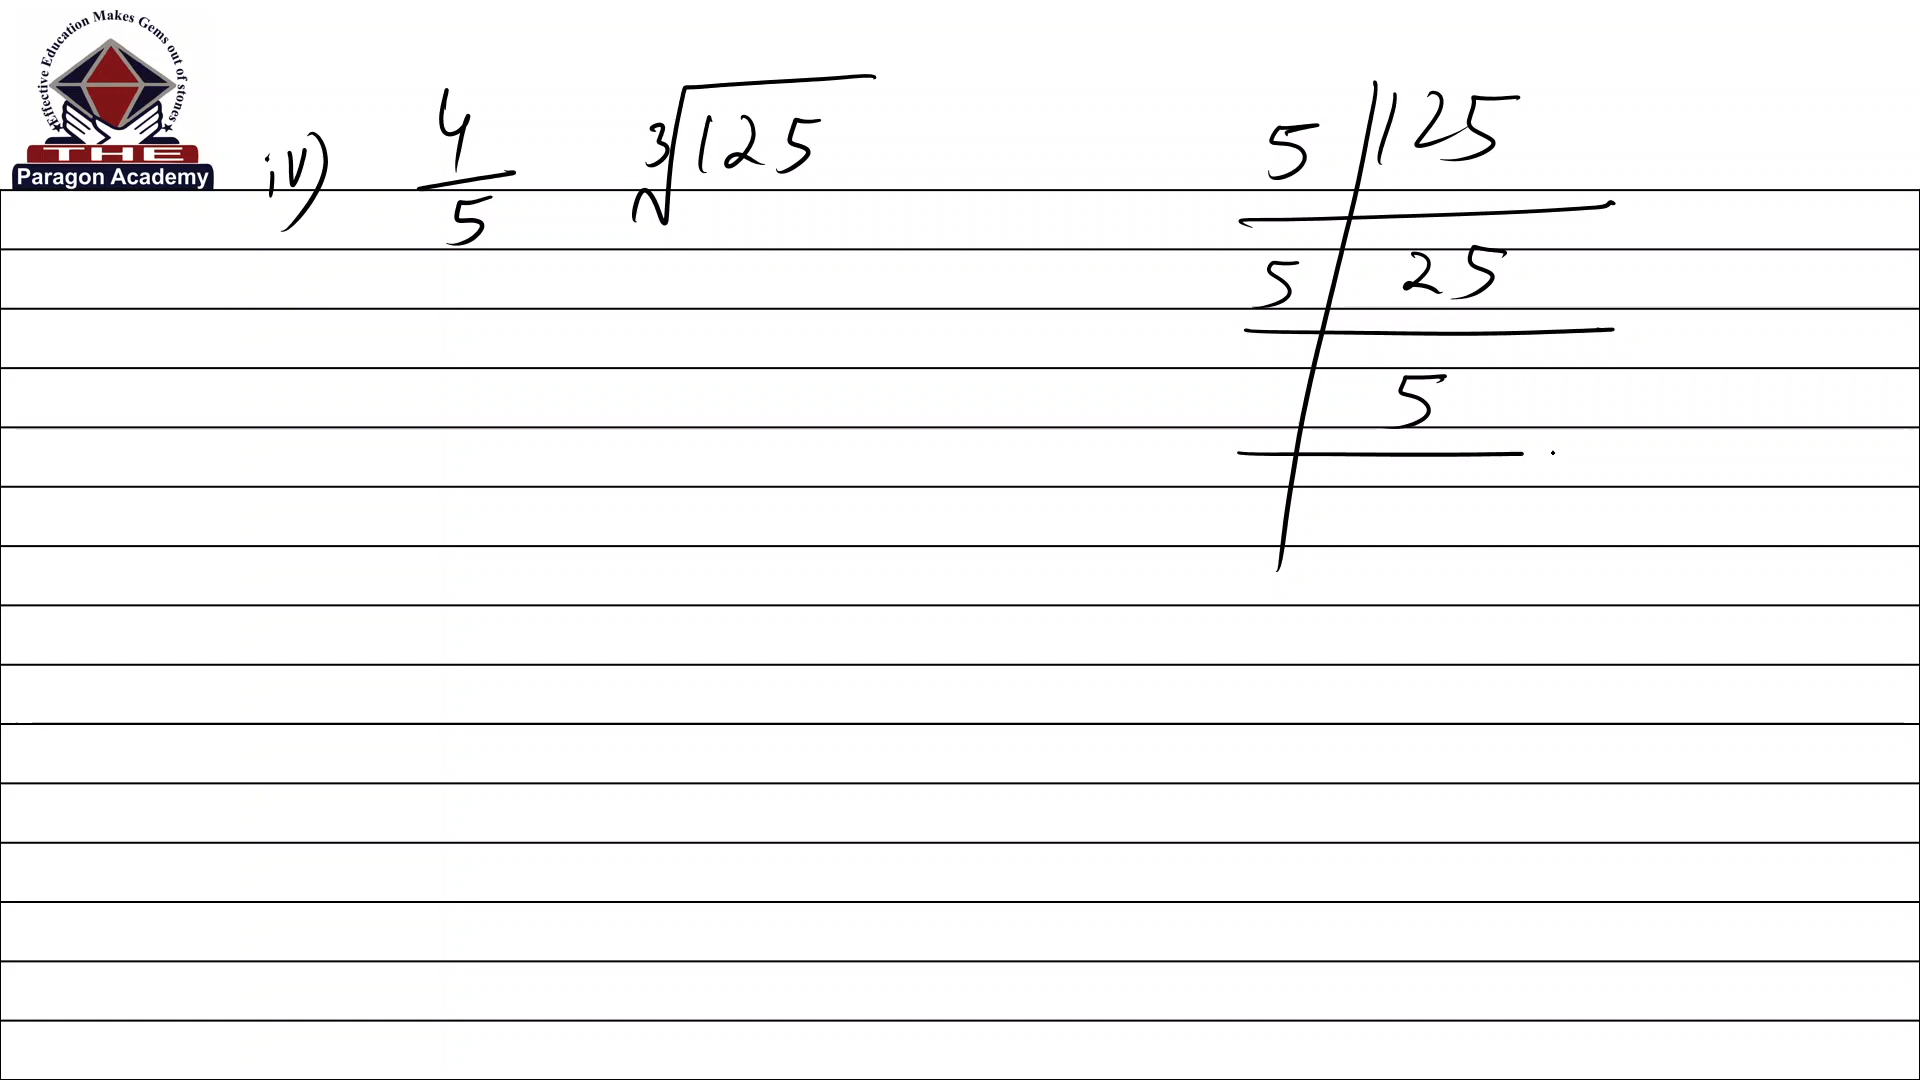 Effective Education Makes Gems out of stones
THE
Paragon Academy
iv) 4/5 ∛125
5 | 125
5 | 25
5